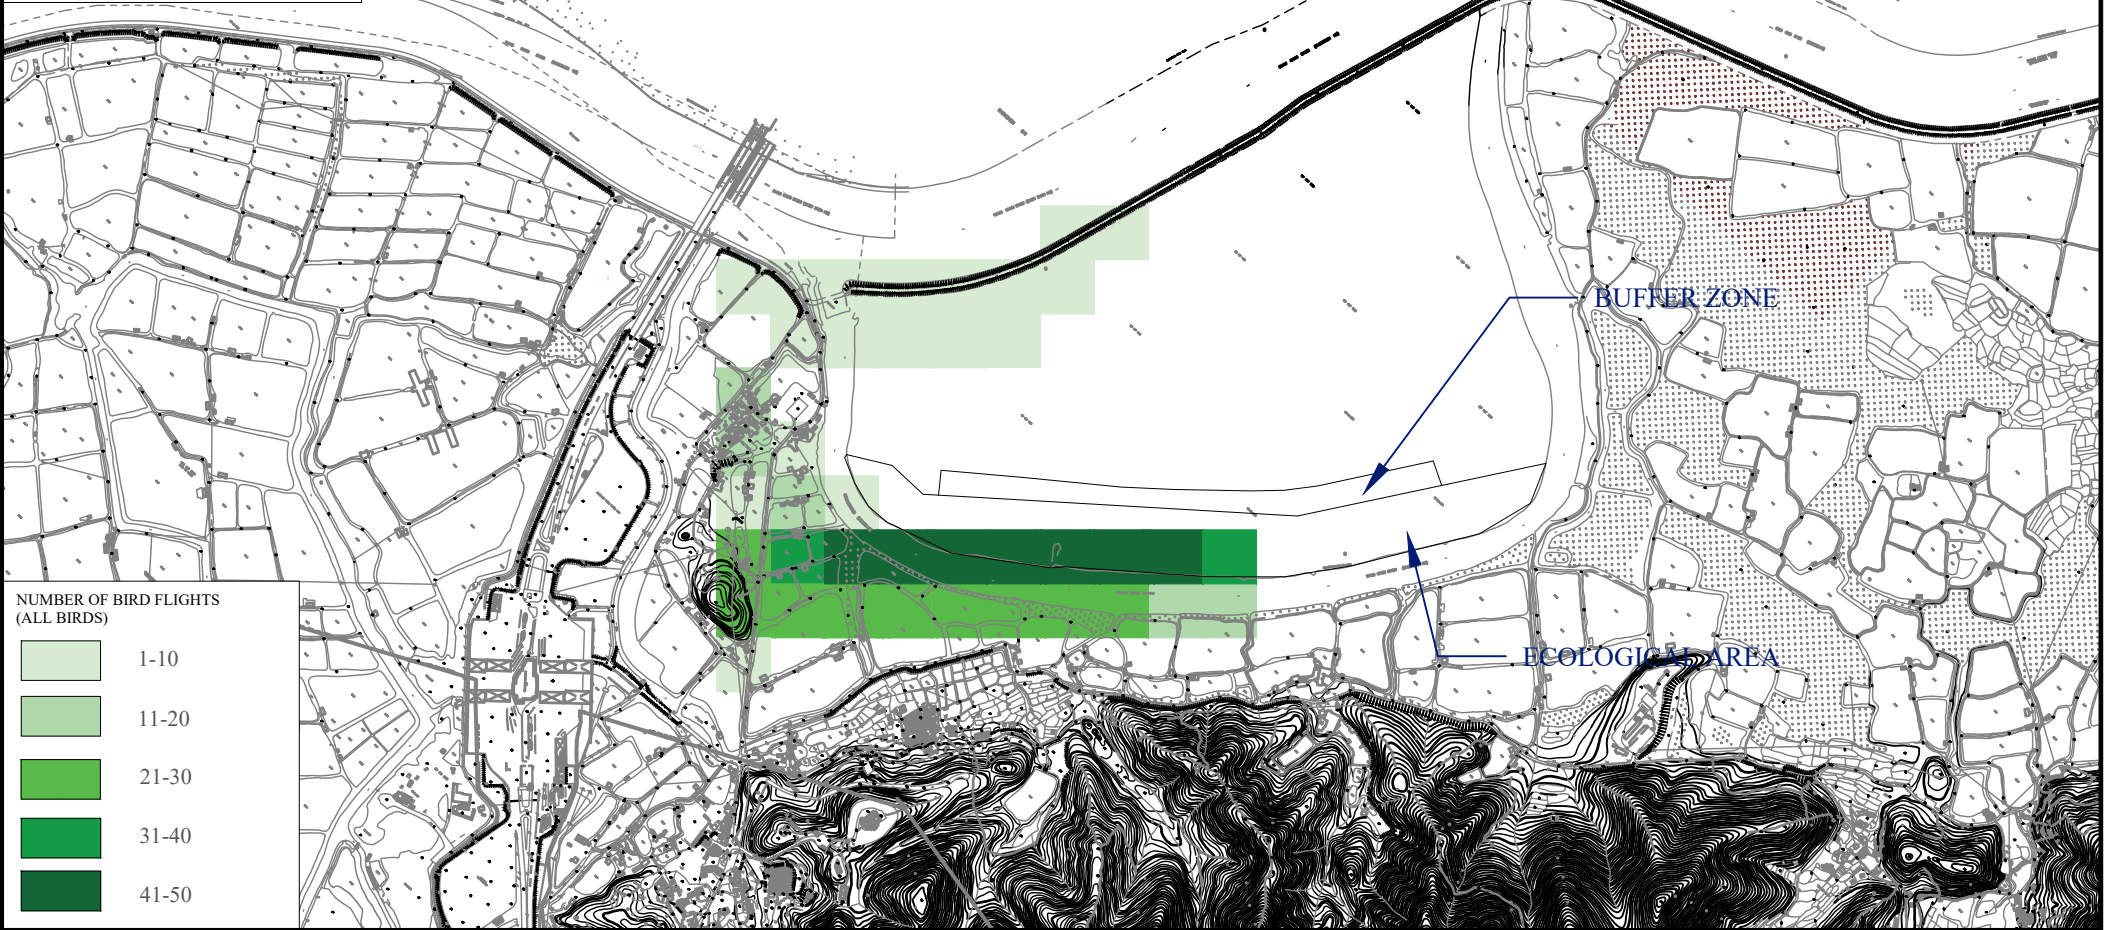 BUFFER ZONE
ECOLOGICAL AREA
NUMBER OF BIRD FLIGHTS
(ALL BIRDS)
1-10
11-20
21-30
31-40
41-50